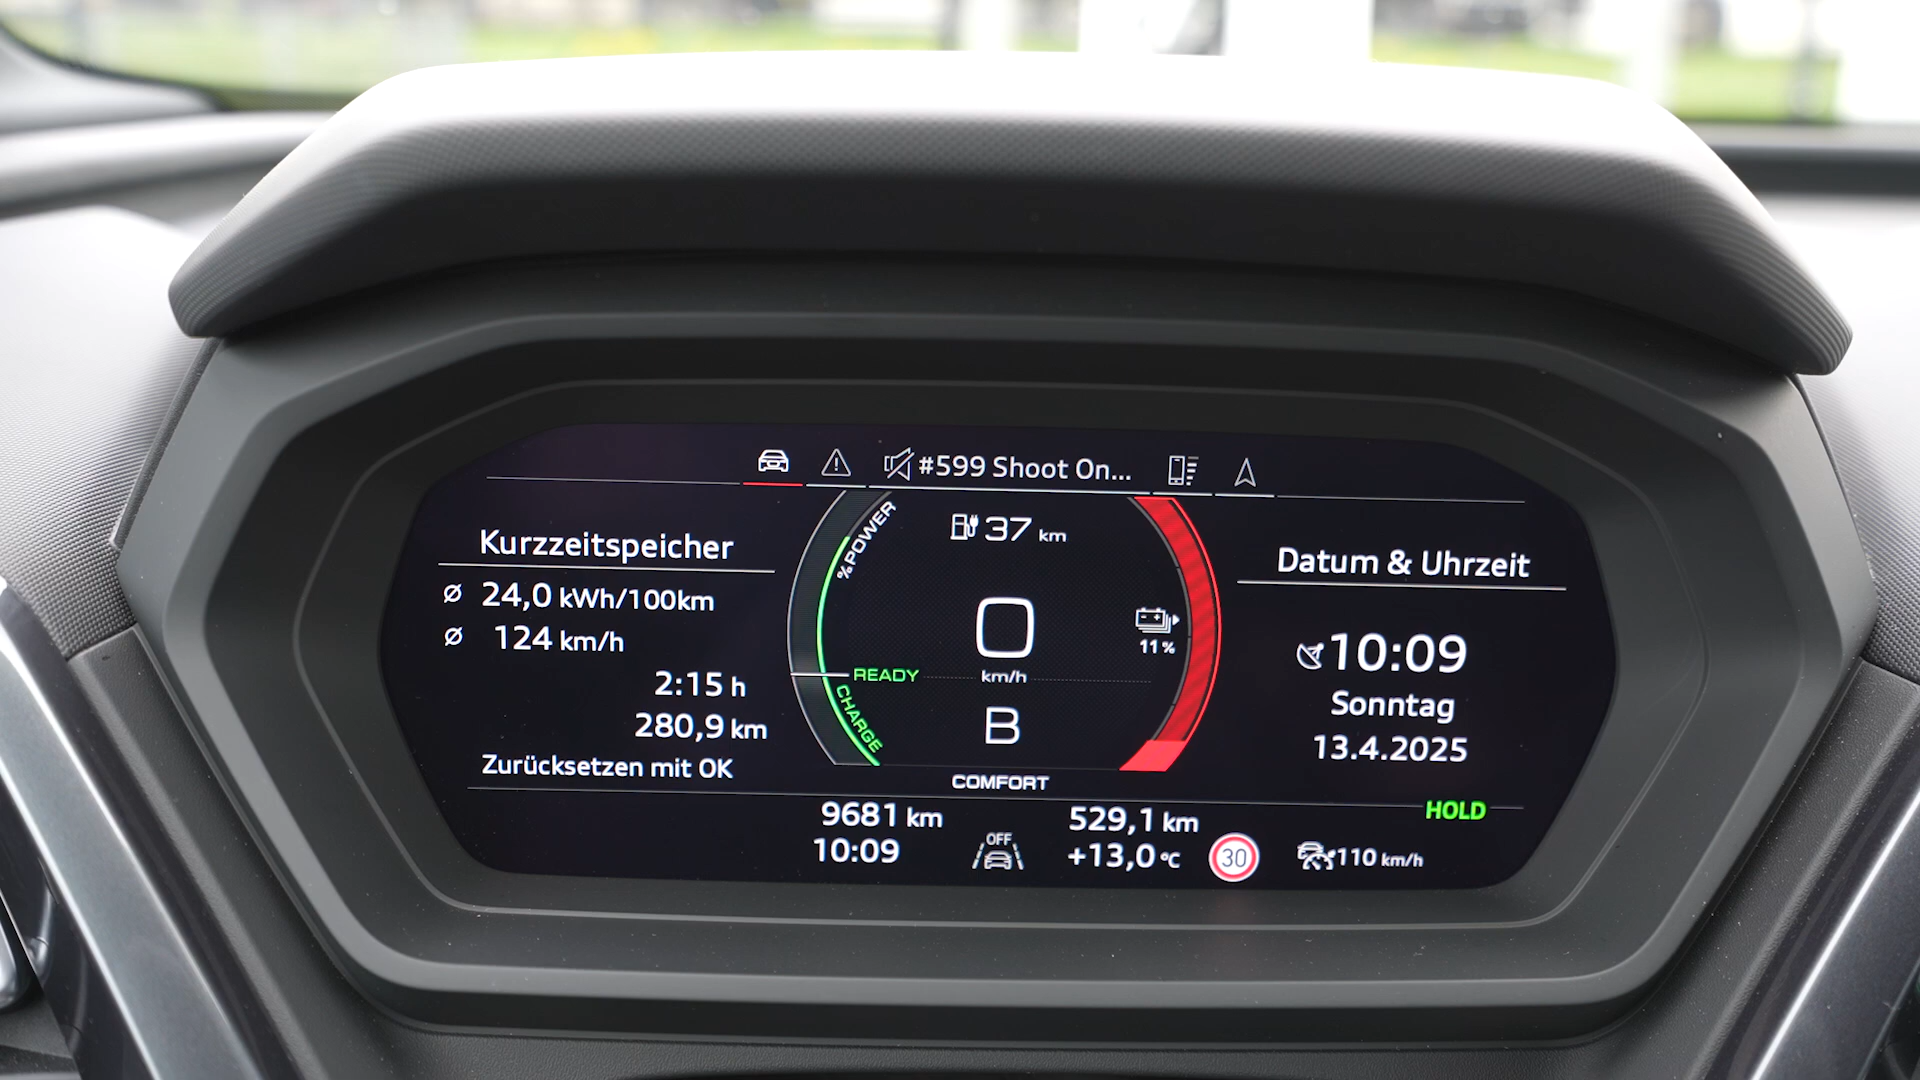 #599 Shoot On...
Kurzzeitspeicher
Ø 24,0 kWh/100km
Ø 124 km/h
2:15 h
280,9 km
Zurücksetzen mit OK
% POWER
READY
CHARGE
37 km
0
km/h
B
COMFORT
11 %
Datum & Uhrzeit
10:09
Sonntag
13.4.2025
HOLD
9681 km
10:09
OFF
529,1 km
+13,0 °C
30
110 km/h